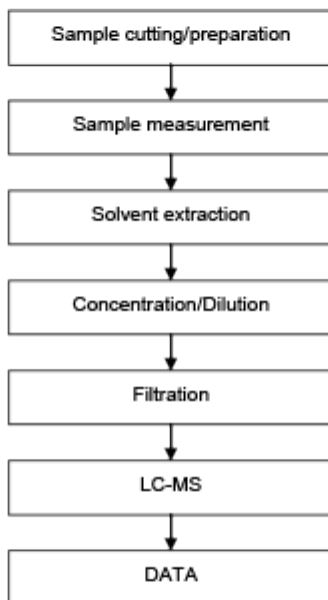 Sample cutting/preparation
Sample measurement
Solvent extraction
Concentration/Dilution
Filtration
LC-MS
DATA